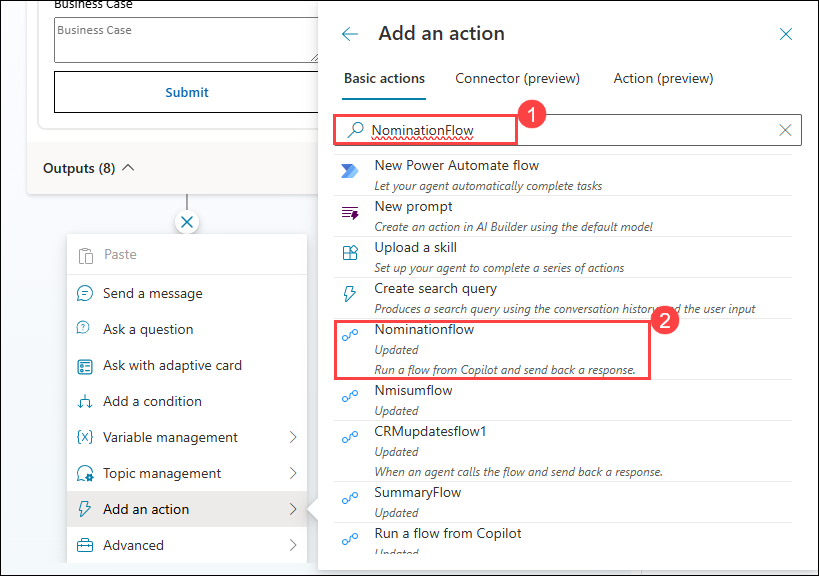 Business Case
Business Case
Submit
Outputs (8)
Paste
Send a message
Ask a question
Ask with adaptive card
Add a condition
Variable management
Topic management
Add an action
Advanced
Add an action
Basic actions
Connector (preview)
Action (preview)
1
NominationFlow
New Power Automate flow
Let your agent automatically complete tasks
New prompt
Create an action in AI Builder using the default model
Upload a skill
Set up your agent to complete a series of actions
Create search query
Produces a search query using the conversation history and the user input
2
Nominationflow
Updated
Run a flow from Copilot and send back a response.
Nmisumflow
Updated
CRMupdatesflow1
Updated
When an agent calls the flow and send back a response.
SummaryFlow
Updated
Run a flow from Copilot
Updated